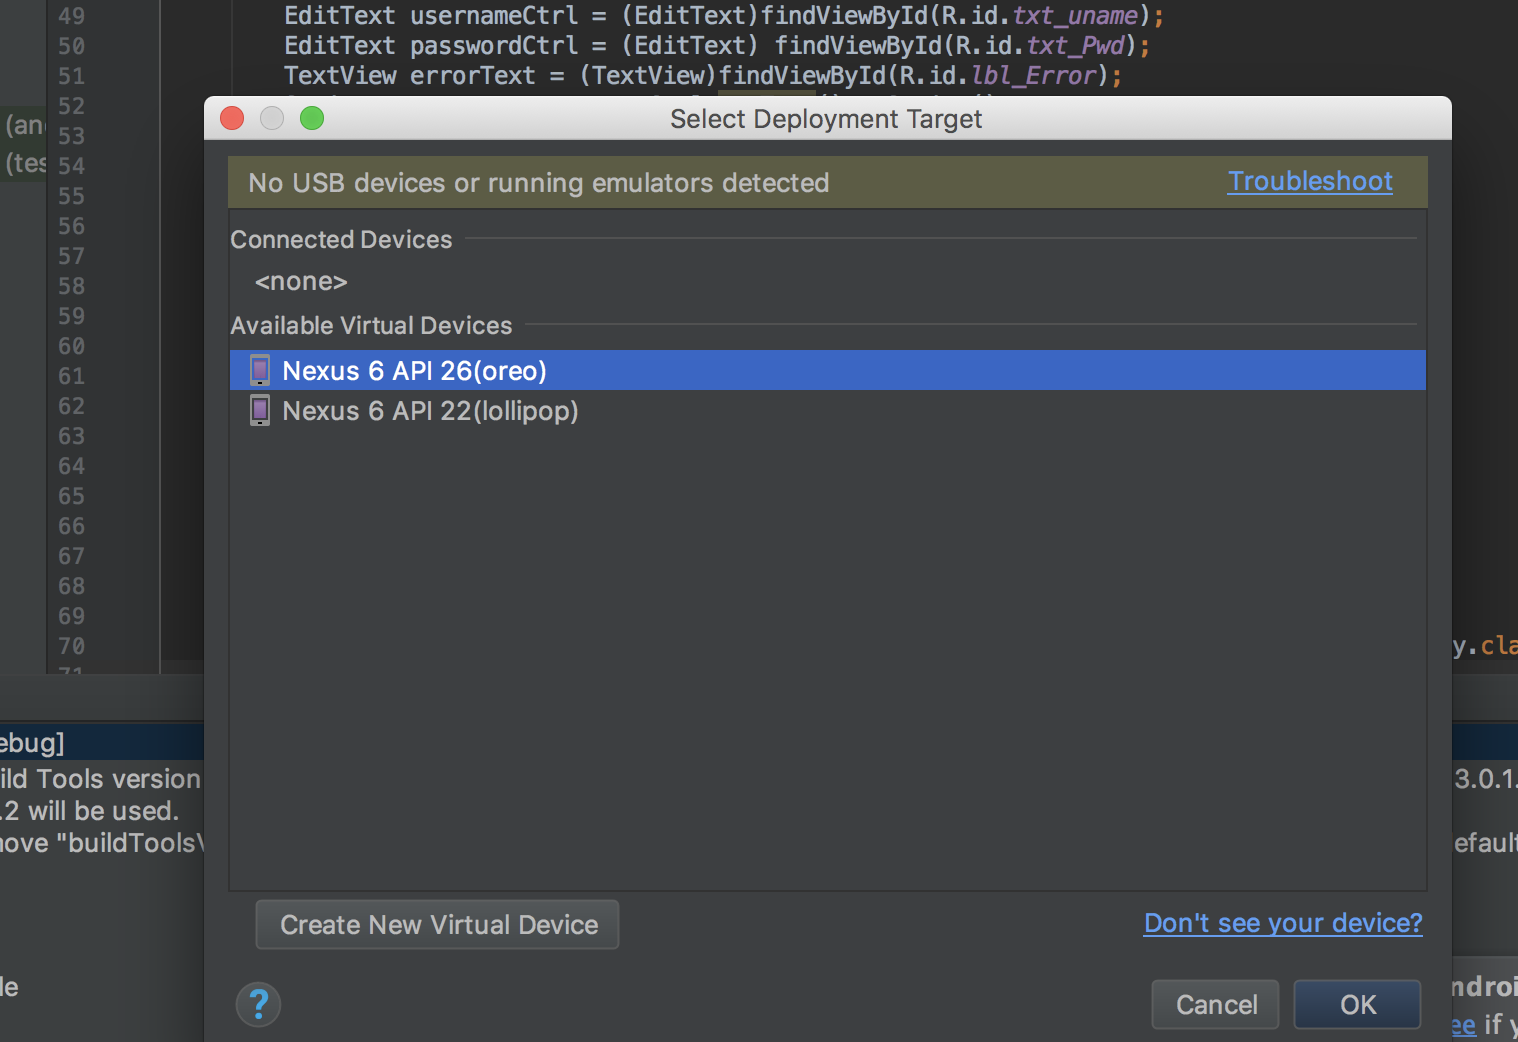 49 EditText usernameCtrl = (EditText)findViewById(R.id.txt_uname);
50 EditText passwordCtrl = (EditText) findViewById(R.id.txt_Pwd);
51 TextView errorText = (TextView)findViewById(R.id.lbl_Error);
52
Select Deployment Target
(an
53
(tes
54
No USB devices or running emulators detected Troubleshoot
55
56
Connected Devices
57
<none>
58
59
Available Virtual Devices
60
Nexus 6 API 26(oreo)
61
62
Nexus 6 API 22(lollipop)
63
64
65
66
67
68
69
70
y.cla
71
ebug]
ild Tools version
3.0.1.
.2 will be used.
move "buildToolsV
efault
Create New Virtual Device Don't see your device?
le
ndroi
? Cancel OK
ee if y